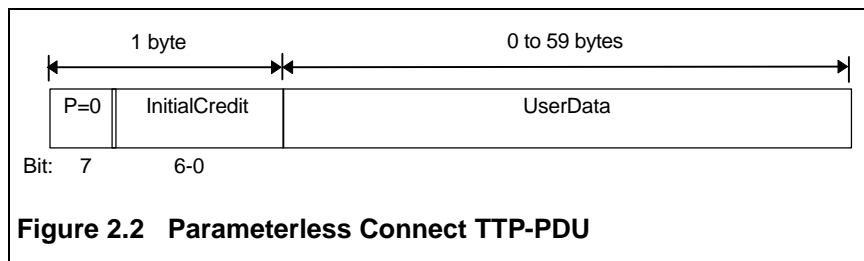 1 byte 0 to 59 bytes
P=0 InitialCredit UserData
Bit: 7 6-0
Figure 2.2 Parameterless Connect TTP-PDU